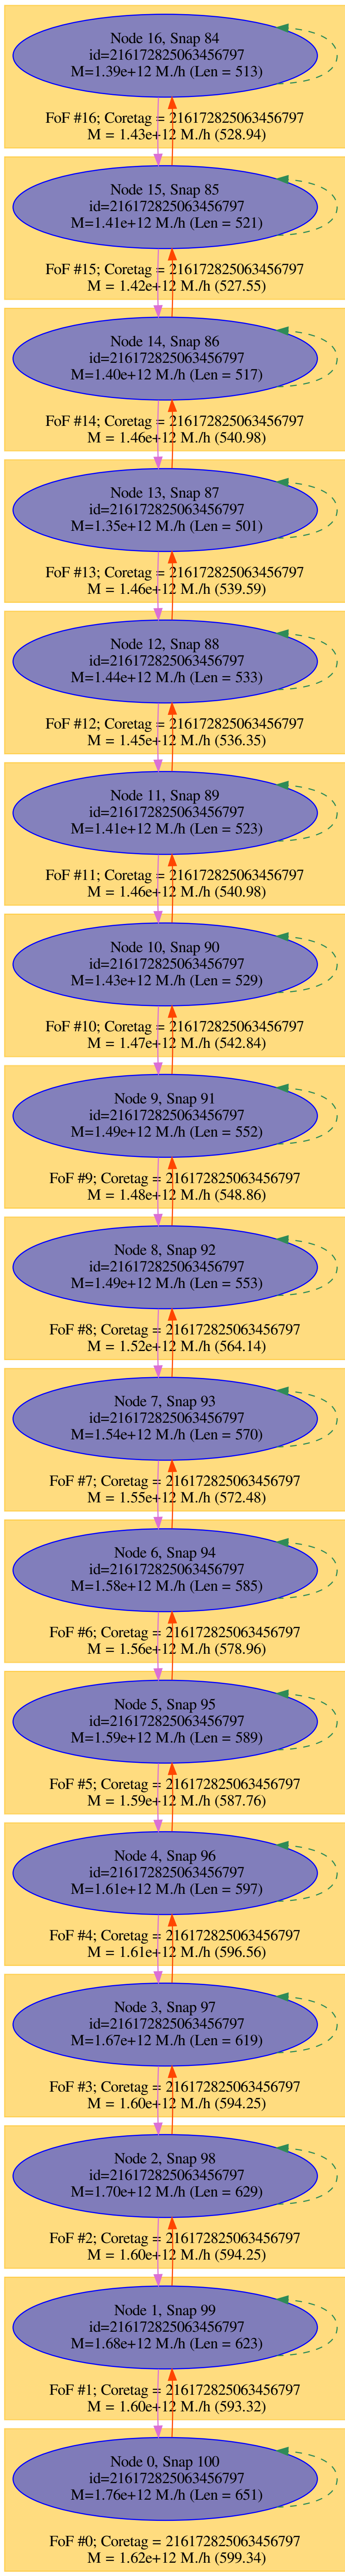 Node 16, Snap 84
id=216172825063456797
M=1.39e+12 M./h (Len = 513)
FoF #16; Coretag = 216172825063456797
M = 1.43e+12 M./h (528.94)
Node 15, Snap 85
id=216172825063456797
M=1.41e+12 M./h (Len = 521)
FoF #15; Coretag = 216172825063456797
M = 1.42e+12 M./h (527.55)
Node 14, Snap 86
id=216172825063456797
M=1.40e+12 M./h (Len = 517)
FoF #14; Coretag = 216172825063456797
M = 1.46e+12 M./h (540.98)
Node 13, Snap 87
id=216172825063456797
M=1.35e+12 M./h (Len = 501)
FoF #13; Coretag = 216172825063456797
M = 1.46e+12 M./h (539.59)
Node 12, Snap 88
id=216172825063456797
M=1.44e+12 M./h (Len = 533)
FoF #12; Coretag = 216172825063456797
M = 1.45e+12 M./h (536.35)
Node 11, Snap 89
id=216172825063456797
M=1.41e+12 M./h (Len = 523)
FoF #11; Coretag = 216172825063456797
M = 1.46e+12 M./h (540.98)
Node 10, Snap 90
id=216172825063456797
M=1.43e+12 M./h (Len = 529)
FoF #10; Coretag = 216172825063456797
M = 1.47e+12 M./h (542.84)
Node 9, Snap 91
id=216172825063456797
M=1.49e+12 M./h (Len = 552)
FoF #9; Coretag = 216172825063456797
M = 1.48e+12 M./h (548.86)
Node 8, Snap 92
id=216172825063456797
M=1.49e+12 M./h (Len = 553)
FoF #8; Coretag = 216172825063456797
M = 1.52e+12 M./h (564.14)
Node 7, Snap 93
id=216172825063456797
M=1.54e+12 M./h (Len = 570)
FoF #7; Coretag = 216172825063456797
M = 1.55e+12 M./h (572.48)
Node 6, Snap 94
id=216172825063456797
M=1.58e+12 M./h (Len = 585)
FoF #6; Coretag = 216172825063456797
M = 1.56e+12 M./h (578.96)
Node 5, Snap 95
id=216172825063456797
M=1.59e+12 M./h (Len = 589)
FoF #5; Coretag = 216172825063456797
M = 1.59e+12 M./h (587.76)
Node 4, Snap 96
id=216172825063456797
M=1.61e+12 M./h (Len = 597)
FoF #4; Coretag = 216172825063456797
M = 1.61e+12 M./h (596.56)
Node 3, Snap 97
id=216172825063456797
M=1.67e+12 M./h (Len = 619)
FoF #3; Coretag = 216172825063456797
M = 1.60e+12 M./h (594.25)
Node 2, Snap 98
id=216172825063456797
M=1.70e+12 M./h (Len = 629)
FoF #2; Coretag = 216172825063456797
M = 1.60e+12 M./h (594.25)
Node 1, Snap 99
id=216172825063456797
M=1.68e+12 M./h (Len = 623)
FoF #1; Coretag = 216172825063456797
M = 1.60e+12 M./h (593.32)
Node 0, Snap 100
id=216172825063456797
M=1.76e+12 M./h (Len = 651)
FoF #0; Coretag = 216172825063456797
M = 1.62e+12 M./h (599.34)